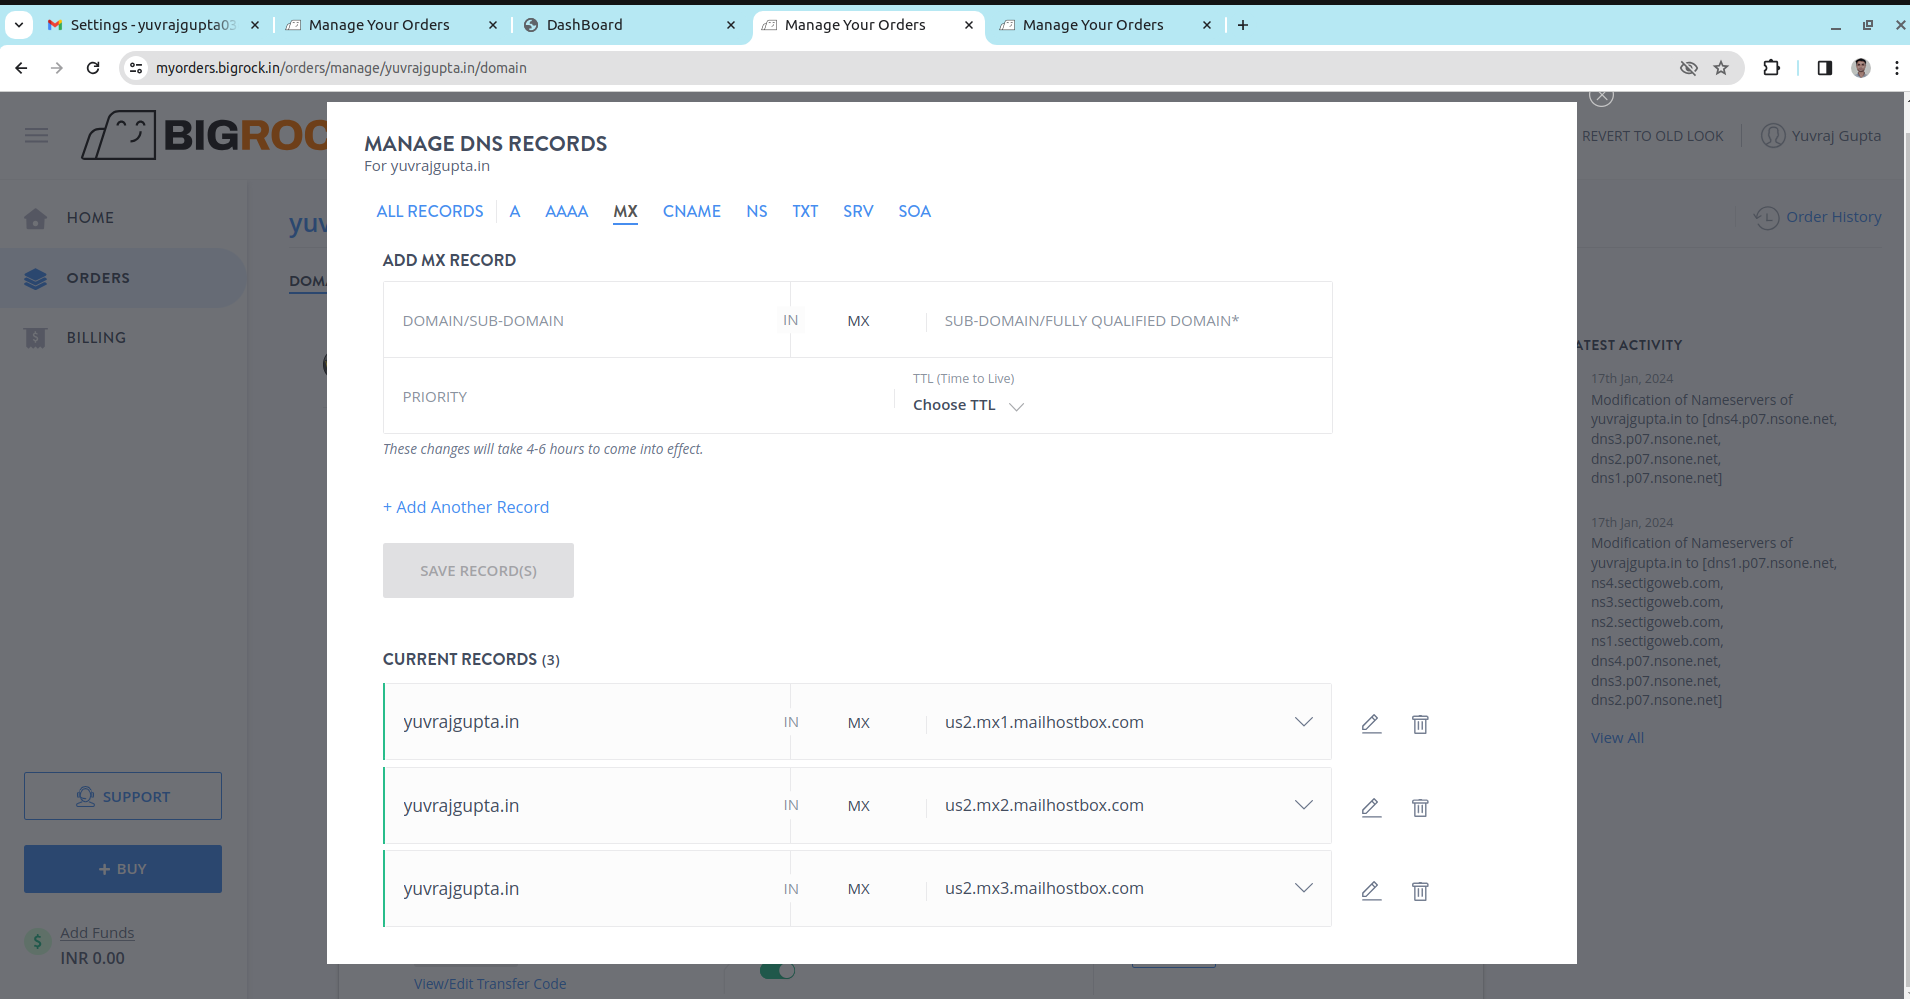 Settings - yuvrajgupta03
Manage Your Orders
DashBoard
Manage Your Orders
Manage Your Orders
myorders.bigrock.in/orders/manage/yuvrajgupta.in/domain
BIGROC
REVERT TO OLD LOOK
Yuvraj Gupta
HOME
ORDERS
BILLING
SUPPORT
+ BUY
$
Add Funds
INR 0.00
yuv
DOMA
Order History
MANAGE DNS RECORDS
For yuvrajgupta.in
ALL RECORDS A AAAA MX CNAME NS TXT SRV SOA
ADD MX RECORD
DOMAIN/SUB-DOMAIN IN MX SUB-DOMAIN/FULLY QUALIFIED DOMAIN*
TTL (Time to Live)
PRIORITY
Choose TTL
These changes will take 4-6 hours to come into effect.
+ Add Another Record
SAVE RECORD(S)
CURRENT RECORDS (3)
yuvrajgupta.in IN MX us2.mx1.mailhostbox.com
yuvrajgupta.in IN MX us2.mx2.mailhostbox.com
yuvrajgupta.in IN MX us2.mx3.mailhostbox.com
View/Edit Transfer Code
ATEST ACTIVITY
17th Jan, 2024
Modification of Nameservers of
yuvrajgupta.in to [dns4.p07.nsone.net,
dns3.p07.nsone.net,
dns2.p07.nsone.net,
dns1.p07.nsone.net]
17th Jan, 2024
Modification of Nameservers of
yuvrajgupta.in to [dns1.p07.nsone.net,
ns4.sectigoweb.com,
ns3.sectigoweb.com,
ns2.sectigoweb.com,
ns1.sectigoweb.com,
dns4.p07.nsone.net,
dns3.p07.nsone.net,
dns2.p07.nsone.net]
View All